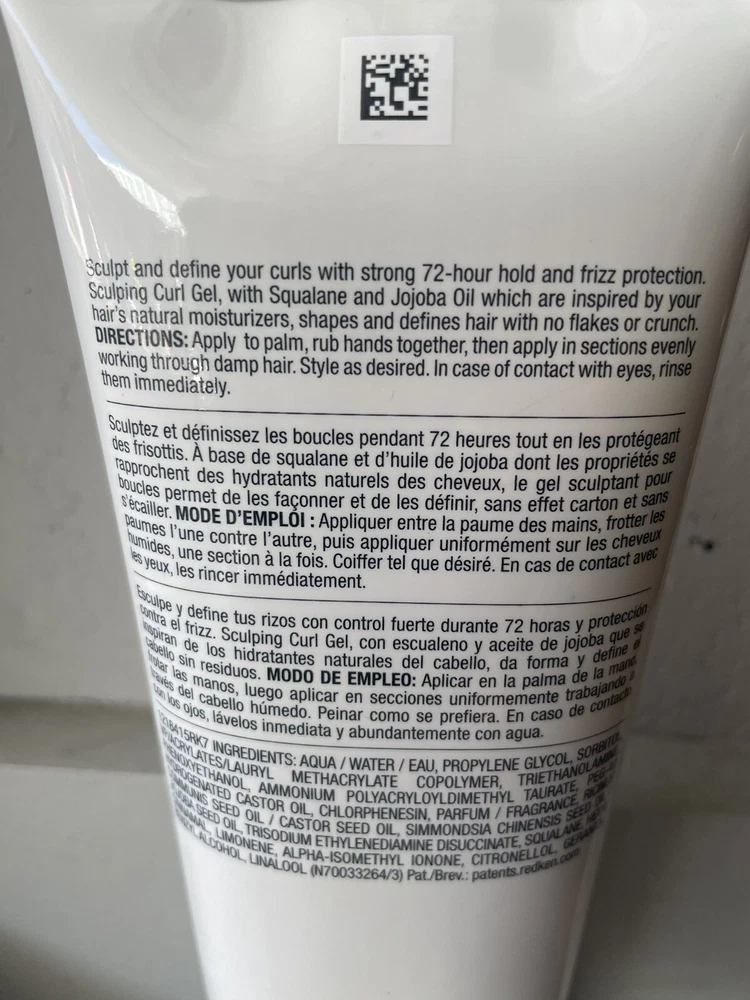 Sculpt and define your curls with strong 72-hour hold and frizz protection.
Sculping Curl Gel, with Squalane and Jojoba Oil which are inspired by your
hair's natural moisturizers, shapes and defines hair with no flakes or crunch.
DIRECTIONS: Apply to palm, rub hands together, then apply in sections evenly
working through damp hair. Style as desired. In case of contact with eyes, rinse
them immediately.
Sculptez et définissez les boucles pendant 72 heures tout en les protégeant
des frisottis. À base de squalane et d'huile de jojoba dont les propriétés se
rapprochent des hydratants naturels des cheveux, le gel sculptant pour
boucles permet de les façonner et de les définir, sans effet carton et sans
s'écailler. MODE D'EMPLOI : Appliquer entre la paume des mains, frotter les
paumes l'une contre l'autre, puis appliquer uniformément sur les cheveux
humides, une section à la fois. Coiffer tel que désiré. En cas de contact avec
les yeux, les rincer immédiatement.
Esculpe y define tus rizos con control fuerte durante 72 horas y protección
contra el frizz. Sculping Curl Gel, con escualeno y aceite de jojoba que se
inspiran de los hidratantes naturales del cabello, da forma y define el
cabello sin residuos. MODO DE EMPLEO: Aplicar en la palma de la mano,
frotar las manos, luego aplicar en secciones uniformemente trabajando a
través del cabello húmedo. Peinar como se prefiera. En caso de contacto
con los ojos, lávelos inmediata y abundantemente con agua.
INGREDIENTS: AQUA / WATER / EAU, PROPYLENE GLYCOL,
METHACRYLATE COPOLYMER,
AMMONIUM POLYACRYLOYLDIMETHYL TAURATE,
CASTOR OIL, CHLORPHENESIN, PARFUM / FRAGRANCE,
SEED OIL / CASTOR SEED OIL, SIMMONDSIA CHINENSIS SEED
SEED OIL, TRISODIUM ETHYLENEDIAMINE DISUCCINATE, SQUALANE,
LIMONENE, ALPHA-ISOMETHYL IONONE, CITRONELLOL,
ALCOHOL, LINALOOL (N70033264/3) Pat./Brev.: patents.redken.com